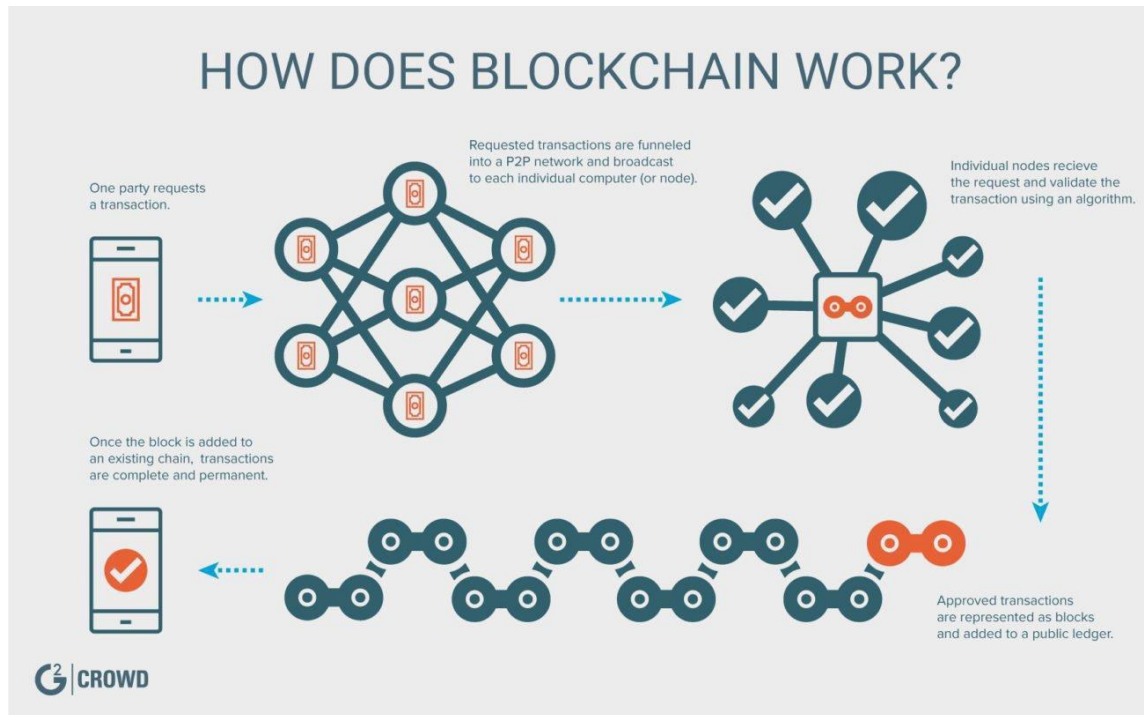 HOW DOES BLOCKCHAIN WORK?
One party requests
a transaction.
Requested transactions are funneled
into a P2P network and broadcast
to each individual computer (or node).
Individual nodes recieve
the request and validate the
transaction using an algorithm.
Approved transactions
are represented as blocks
and added to a public ledger.
Once the block is added to
an existing chain, transactions
are complete and permanent.
G2 | CROWD